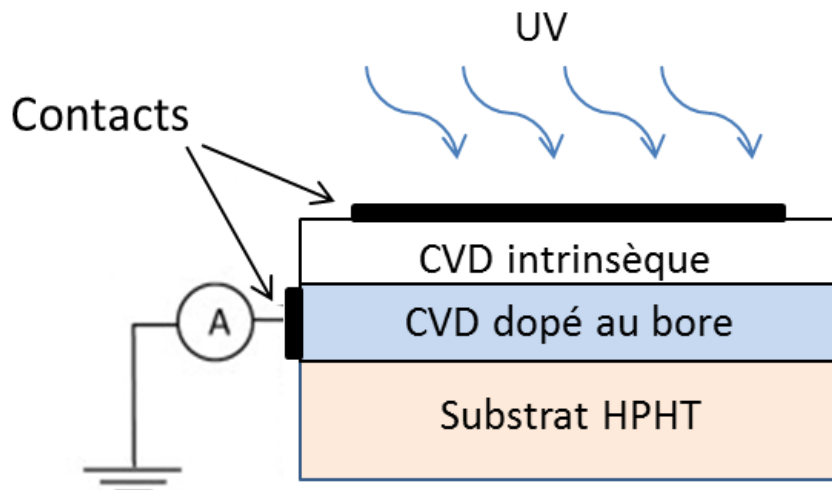 UV
Contacts
CVD intrinsèque
A
CVD dopé au bore
Substrat HPHT